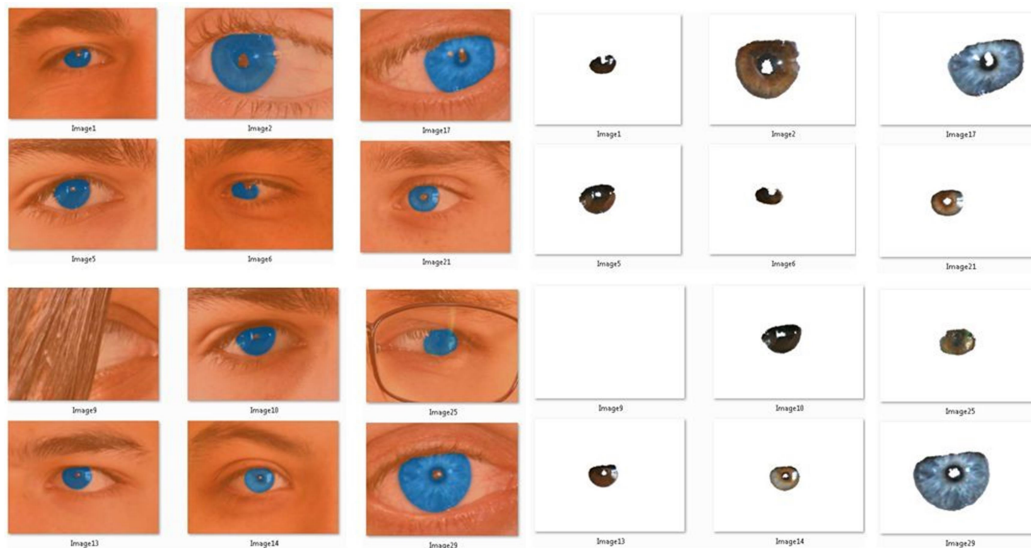 Image1 Image2 Image17 Image1 Image2 Image17
Image5 Image6 Image21 Image5 Image6 Image21
Image9 Image10 Image25 Image9 Image10 Image25
Image13 Image14 Image29 Image13 Image14 Image29